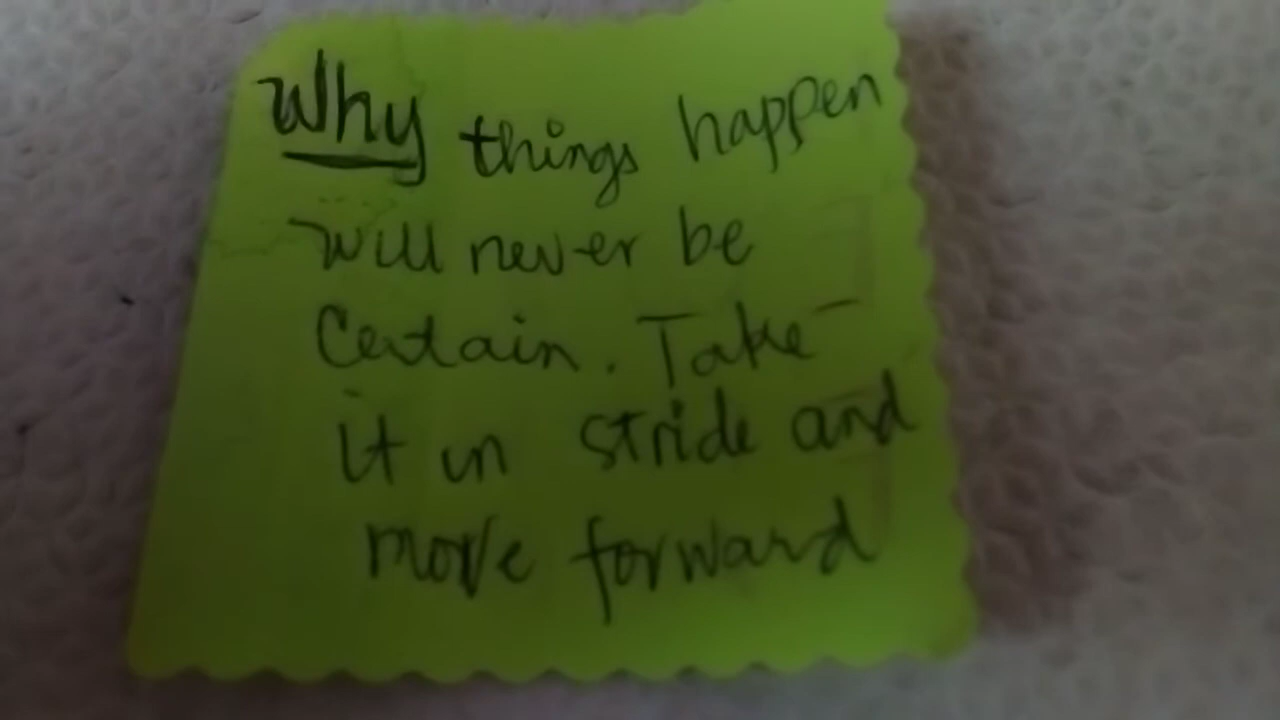 Why things happen
will never be
Certain. Take
it in stride and
move forward